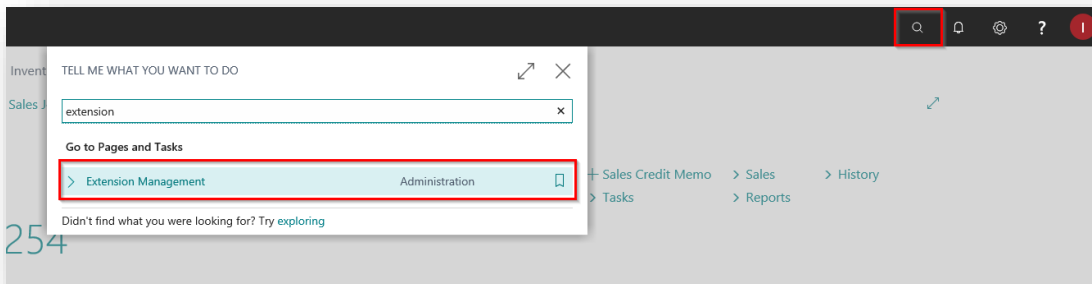 ?
I
Invent
TELL ME WHAT YOU WANT TO DO
Sales J
extension
Go to Pages and Tasks
Extension Management Administration
+ Sales Credit Memo > Sales > History
> Tasks > Reports
Didn't find what you were looking for? Try exploring
254